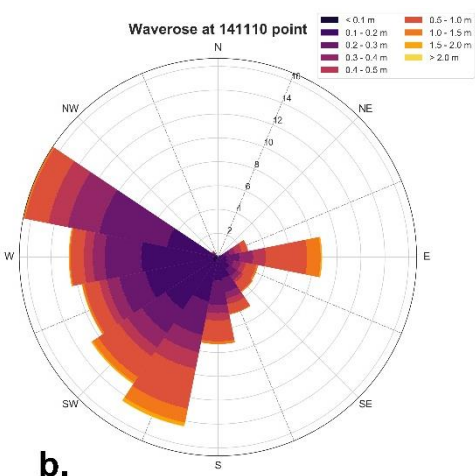 Waverose at 141110 point
< 0.1 m
0.1 - 0.2 m
0.2 - 0.3 m
0.3 - 0.4 m
0.4 - 0.5 m
0.5 - 1.0 m
1.0 - 1.5 m
1.5 - 2.0 m
> 2.0 m
N
NW
NE
16
14
12
10
8
6
4
2
W
E
SW
SE
S
b.